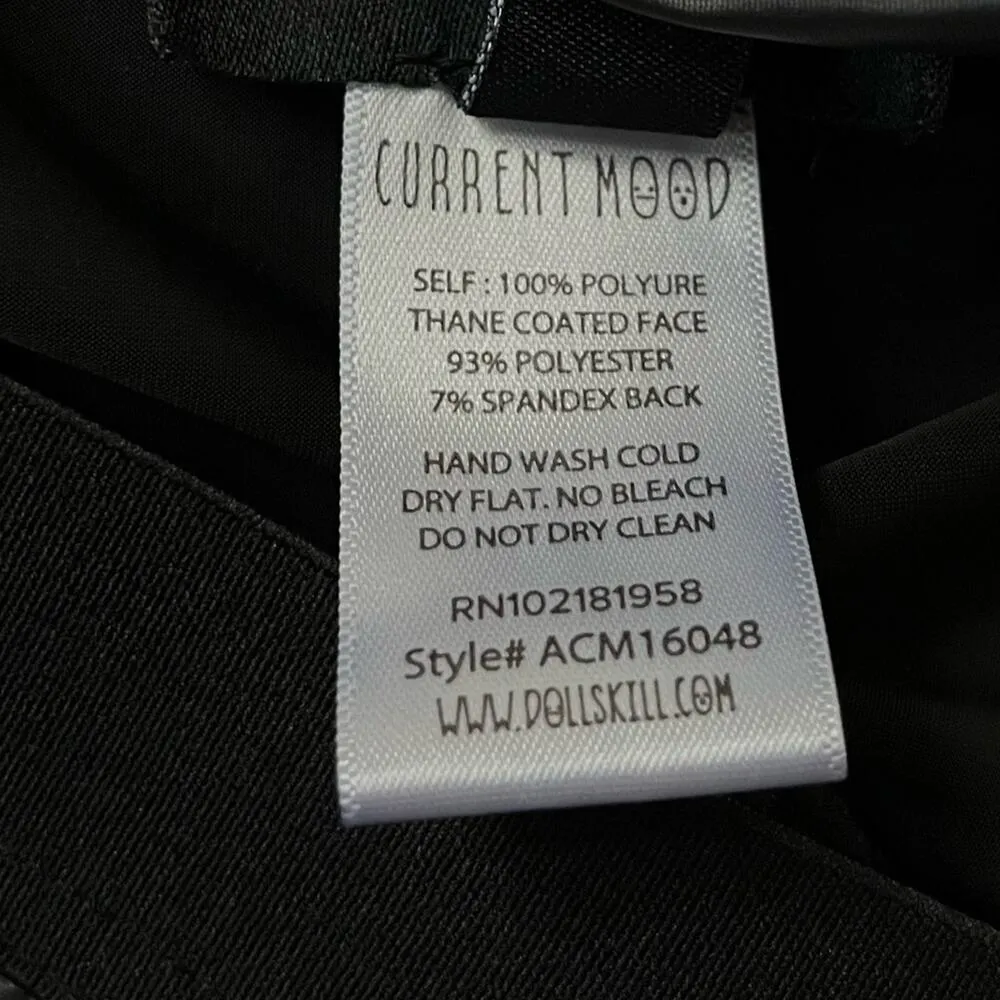 CURRENT MOOD
SELF : 100% POLYURE
THANE COATED FACE
93% POLYESTER
7% SPANDEX BACK
HAND WASH COLD
DRY FLAT. NO BLEACH
DO NOT DRY CLEAN
RN102181958
Style# ACM16048
WWW.DOLLSKILL.COM